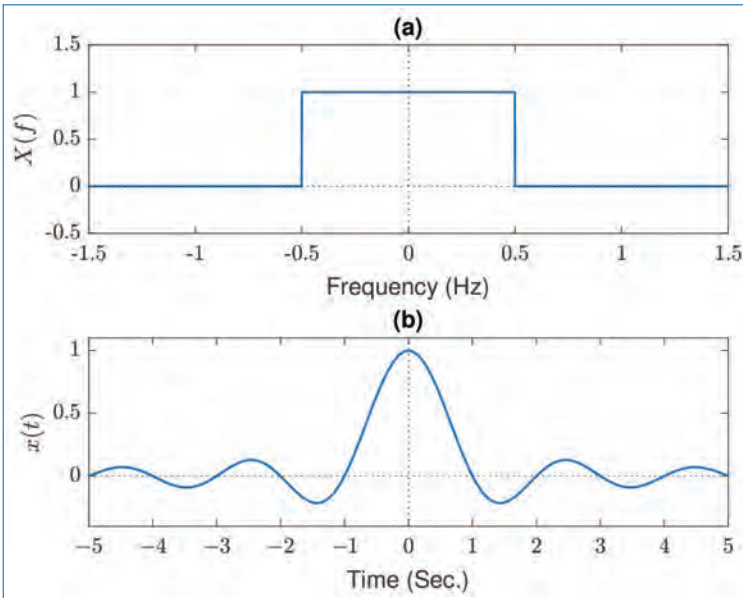 (a)
1.5
1
0.5
0
-0.5
X(f)
-1.5 -1 -0.5 0 0.5 1 1.5
Frequency (Hz)
(b)
1
0.5
0
x(t)
−5 −4 −3 −2 −1 0 1 2 3 4 5
Time (Sec.)